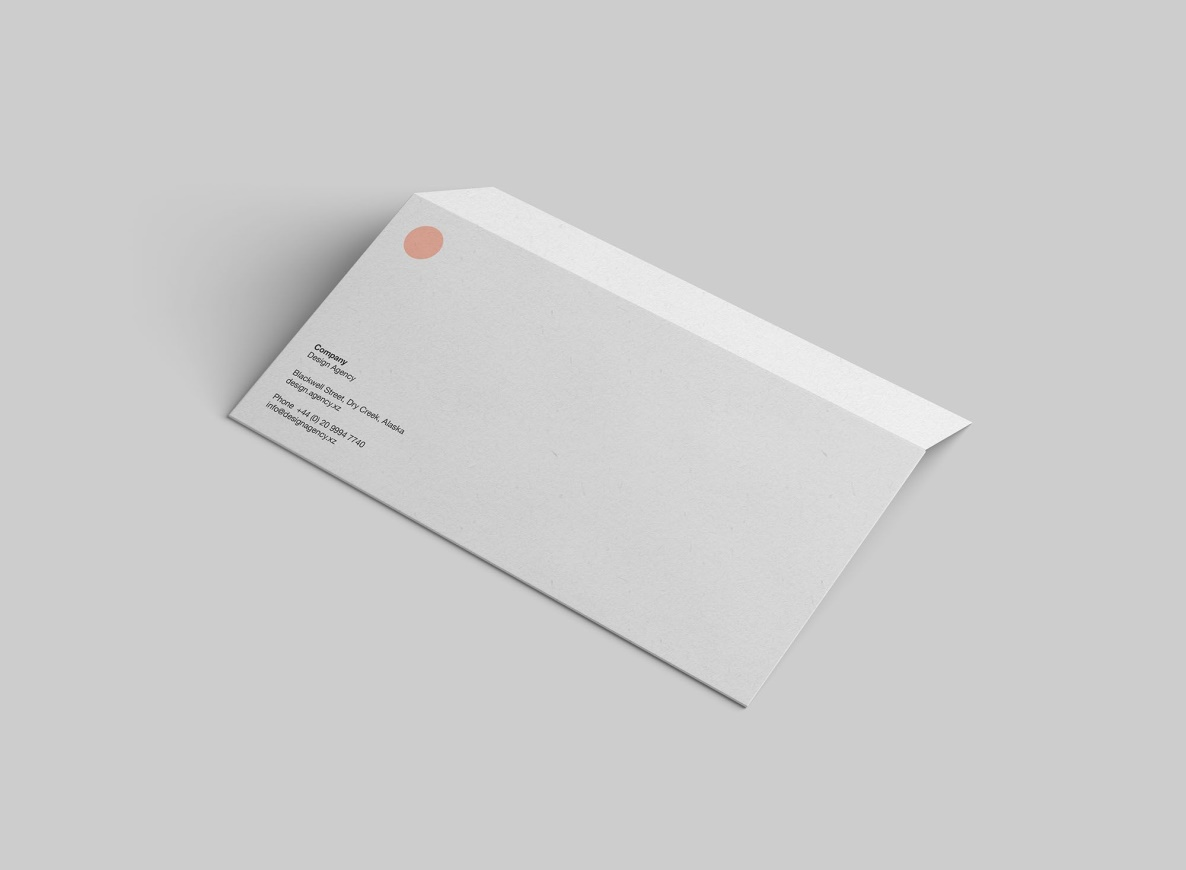 Company
Design Agency
Blackwell Street, Dry Creek, Alaska
design.agency.xz
Phone +44 (0) 20 9994 7740
info@designagency.xz